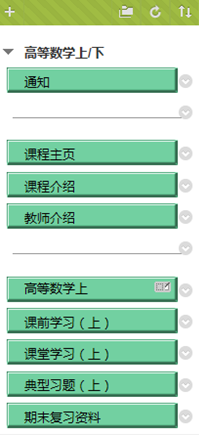 高等数学上/下
通知
课程主页
课程介绍
教师介绍
高等数学上
课前学习（上）
课堂学习（上）
典型习题（上）
期末复习资料